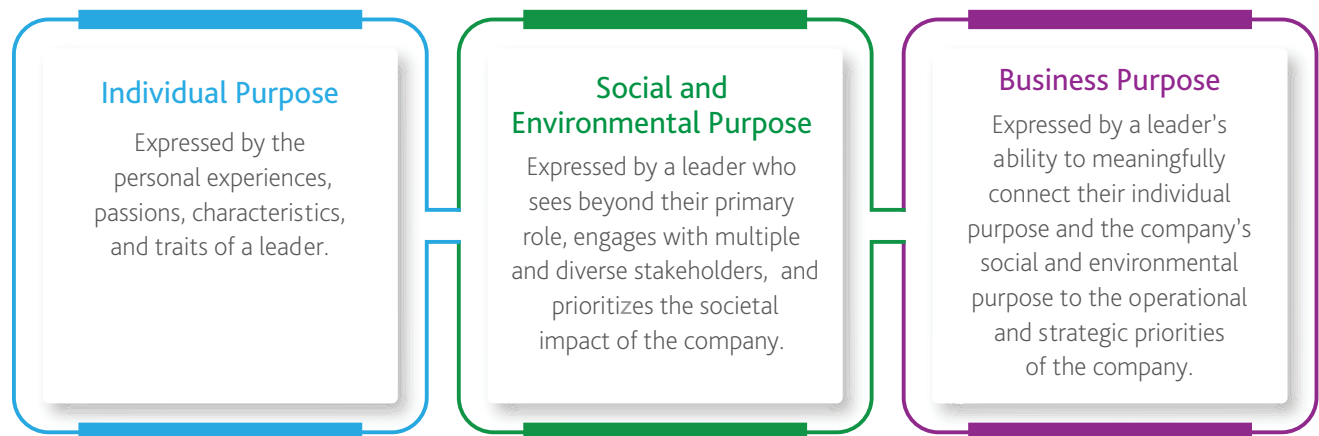 Individual Purpose
Expressed by the
personal experiences,
passions, characteristics,
and traits of a leader.
Social and
Environmental Purpose
Expressed by a leader who
sees beyond their primary
role, engages with multiple
and diverse stakeholders, and
prioritizes the societal
impact of the company.
Business Purpose
Expressed by a leader's
ability to meaningfully
connect their individual
purpose and the company's
social and environmental
purpose to the operational
and strategic priorities
of the company.